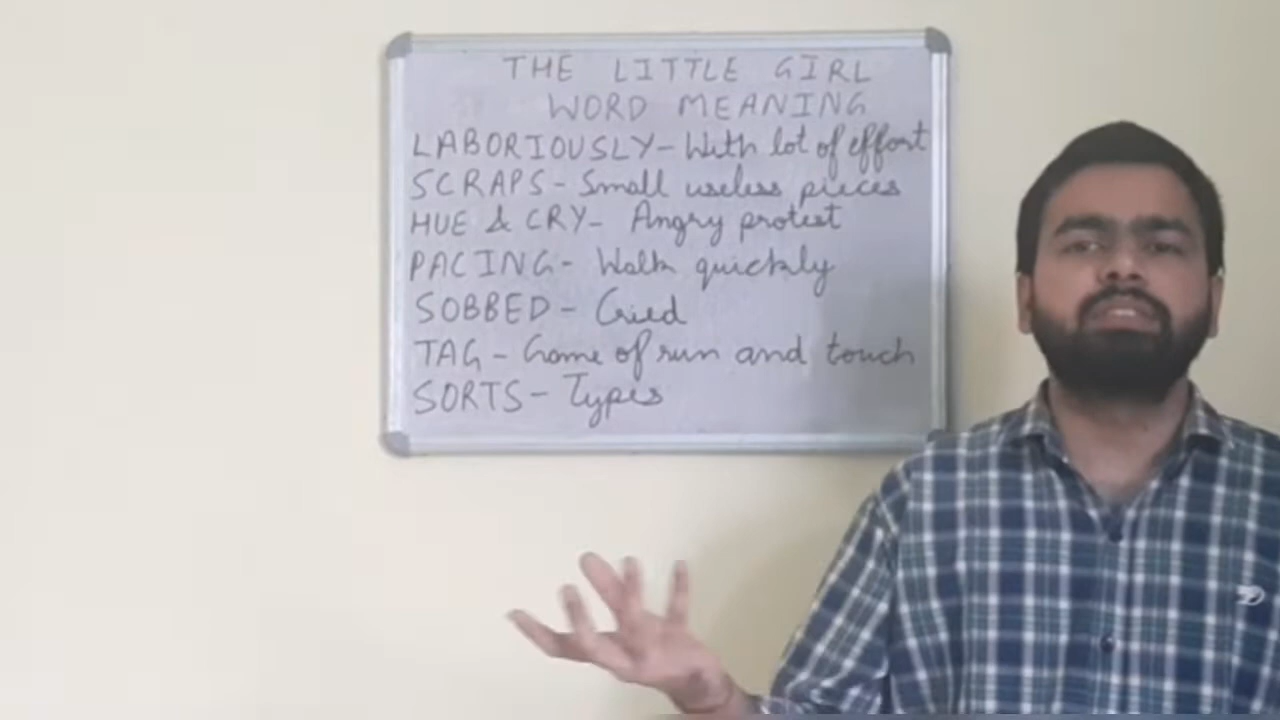 THE LITTLE GIRL
WORD MEANING
LABORIOUSLY - With lot of effort
SCRAPS - Small useless pieces
HUE & CRY - Angry protest
PACING - Walk quickly
SOBBED - Cried
TAG - Game of run and touch
SORTS - Types